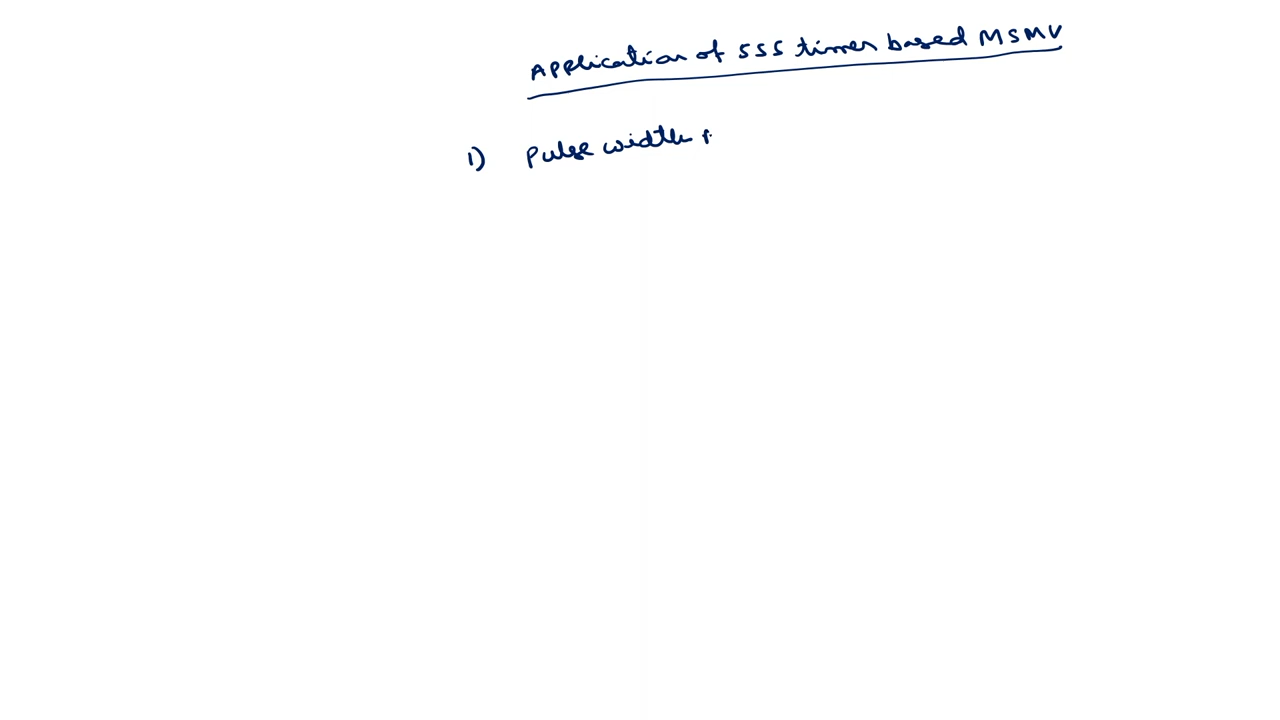 Application of 555 timer based MSMV
1) Pulse width